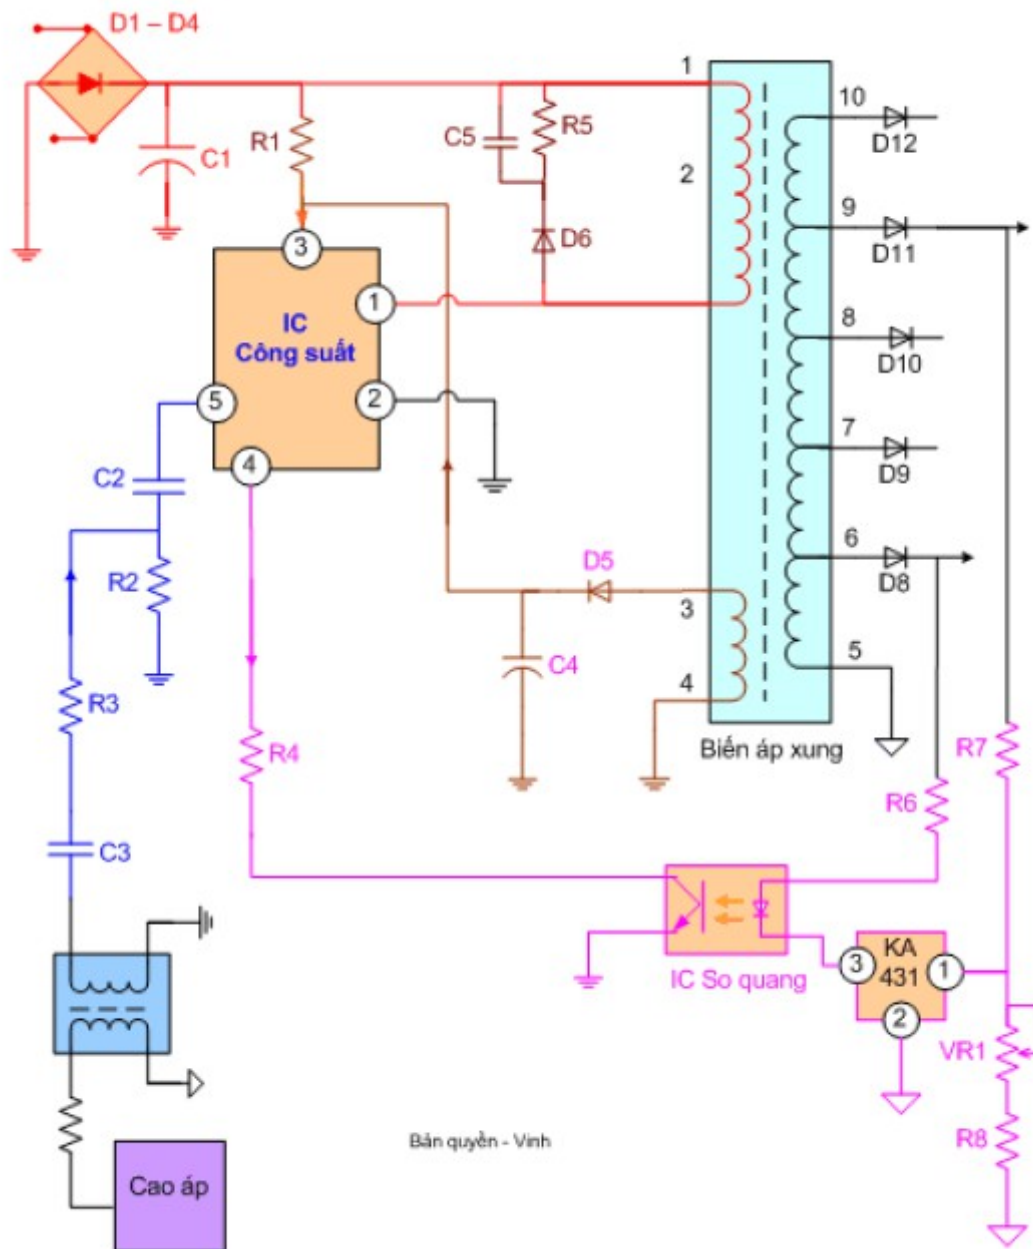 D1 – D4
1
10
D12
C1
R1
C5
R5
2
9
D11
D6
3
1
8
D10
IC
Công suất
5
2
7
D9
4
C2
6
D8
R2
D5
3
C4
5
R3
4
R4
Biến áp xung
R7
R6
C3
KA
431
3
1
IC So quang
2
VR1
R8
Bản quyền - Vinh
Cao áp